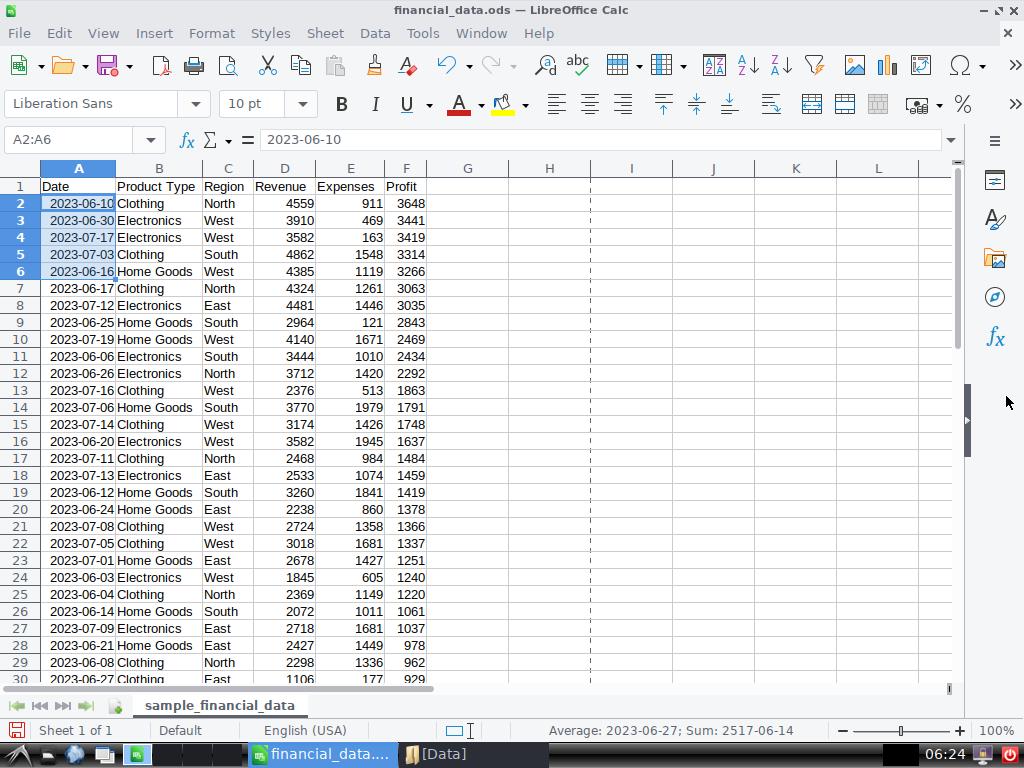 financial_data.ods — LibreOffice Calc
File Edit View Insert Format Styles Sheet Data Tools Window Help
Liberation Sans 10 pt B I U A %
A2:A6 fx Σ = 2023-06-10
A B C D E F G H I J K L
1 Date Product Type Region Revenue Expenses Profit
2 2023-06-10 Clothing North 4559 911 3648
3 2023-06-30 Electronics West 3910 469 3441
4 2023-07-17 Electronics West 3582 163 3419
5 2023-07-03 Clothing South 4862 1548 3314
6 2023-06-16 Home Goods West 4385 1119 3266
7 2023-06-17 Clothing North 4324 1261 3063
8 2023-07-12 Electronics East 4481 1446 3035
9 2023-06-25 Home Goods South 2964 121 2843
10 2023-07-19 Home Goods West 4140 1671 2469
11 2023-06-06 Electronics South 3444 1010 2434
12 2023-06-26 Electronics North 3712 1420 2292
13 2023-07-16 Clothing West 2376 513 1863
14 2023-07-06 Home Goods South 3770 1979 1791
15 2023-07-14 Clothing West 3174 1426 1748
16 2023-06-20 Electronics West 3582 1945 1637
17 2023-07-11 Clothing North 2468 984 1484
18 2023-07-13 Electronics East 2533 1074 1459
19 2023-06-12 Home Goods South 3260 1841 1419
20 2023-06-24 Home Goods East 2238 860 1378
21 2023-07-08 Clothing West 2724 1358 1366
22 2023-07-05 Clothing West 3018 1681 1337
23 2023-07-01 Home Goods East 2678 1427 1251
24 2023-06-03 Electronics West 1845 605 1240
25 2023-06-04 Clothing North 2369 1149 1220
26 2023-06-14 Home Goods South 2072 1011 1061
27 2023-07-09 Electronics East 2718 1681 1037
28 2023-06-21 Home Goods East 2427 1449 978
29 2023-06-08 Clothing North 2298 1336 962
30 2023-06-27 Clothing East 1106 177 929
sample_financial_data
Sheet 1 of 1 Default English (USA) Average: 2023-06-27; Sum: 2517-06-14 100%
financial_data.... [Data] 06:24